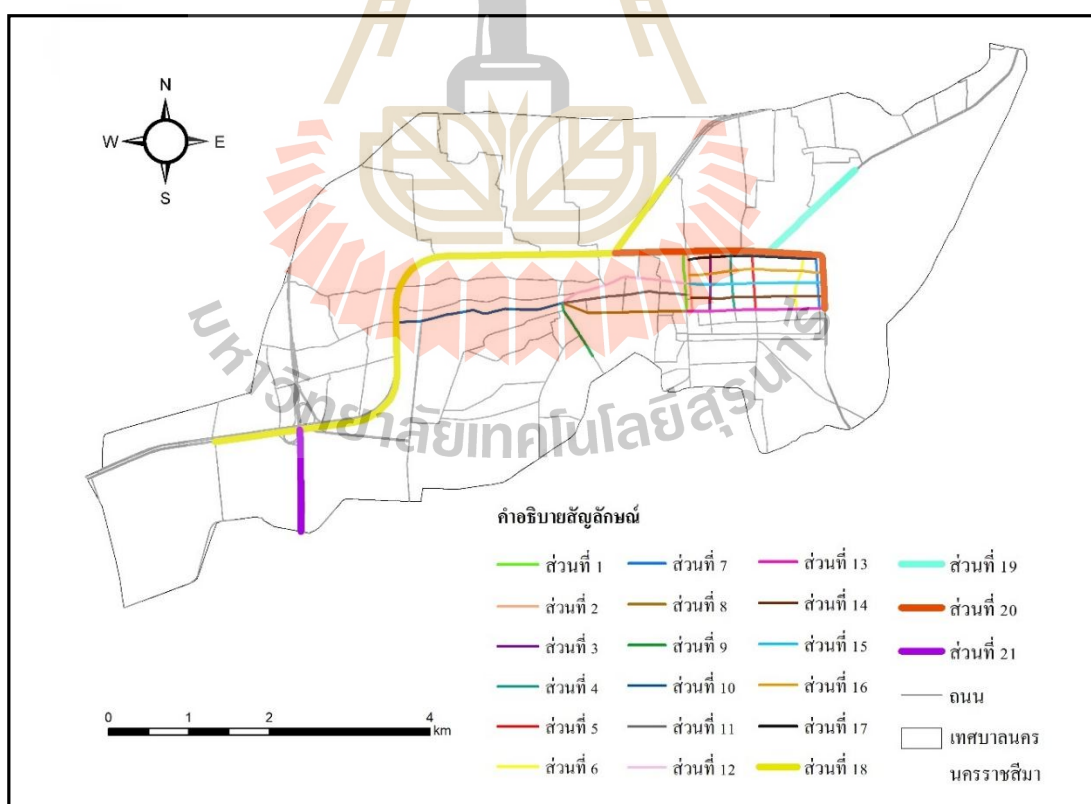 N
W E
S
มหาวิทยาลัยเทคโนโลยีสุรนารี
คำอธิบายสัญลักษณ์
ส่วนที่ 1 ส่วนที่ 7 ส่วนที่ 13 ส่วนที่ 19
ส่วนที่ 2 ส่วนที่ 8 ส่วนที่ 14 ส่วนที่ 20
ส่วนที่ 3 ส่วนที่ 9 ส่วนที่ 15 ส่วนที่ 21
ส่วนที่ 4 ส่วนที่ 10 ส่วนที่ 16 ถนน
ส่วนที่ 5 ส่วนที่ 11 ส่วนที่ 17 เทศบาลนคร
ส่วนที่ 6 ส่วนที่ 12 ส่วนที่ 18 นครราชสีมา
0 1 2 4
km